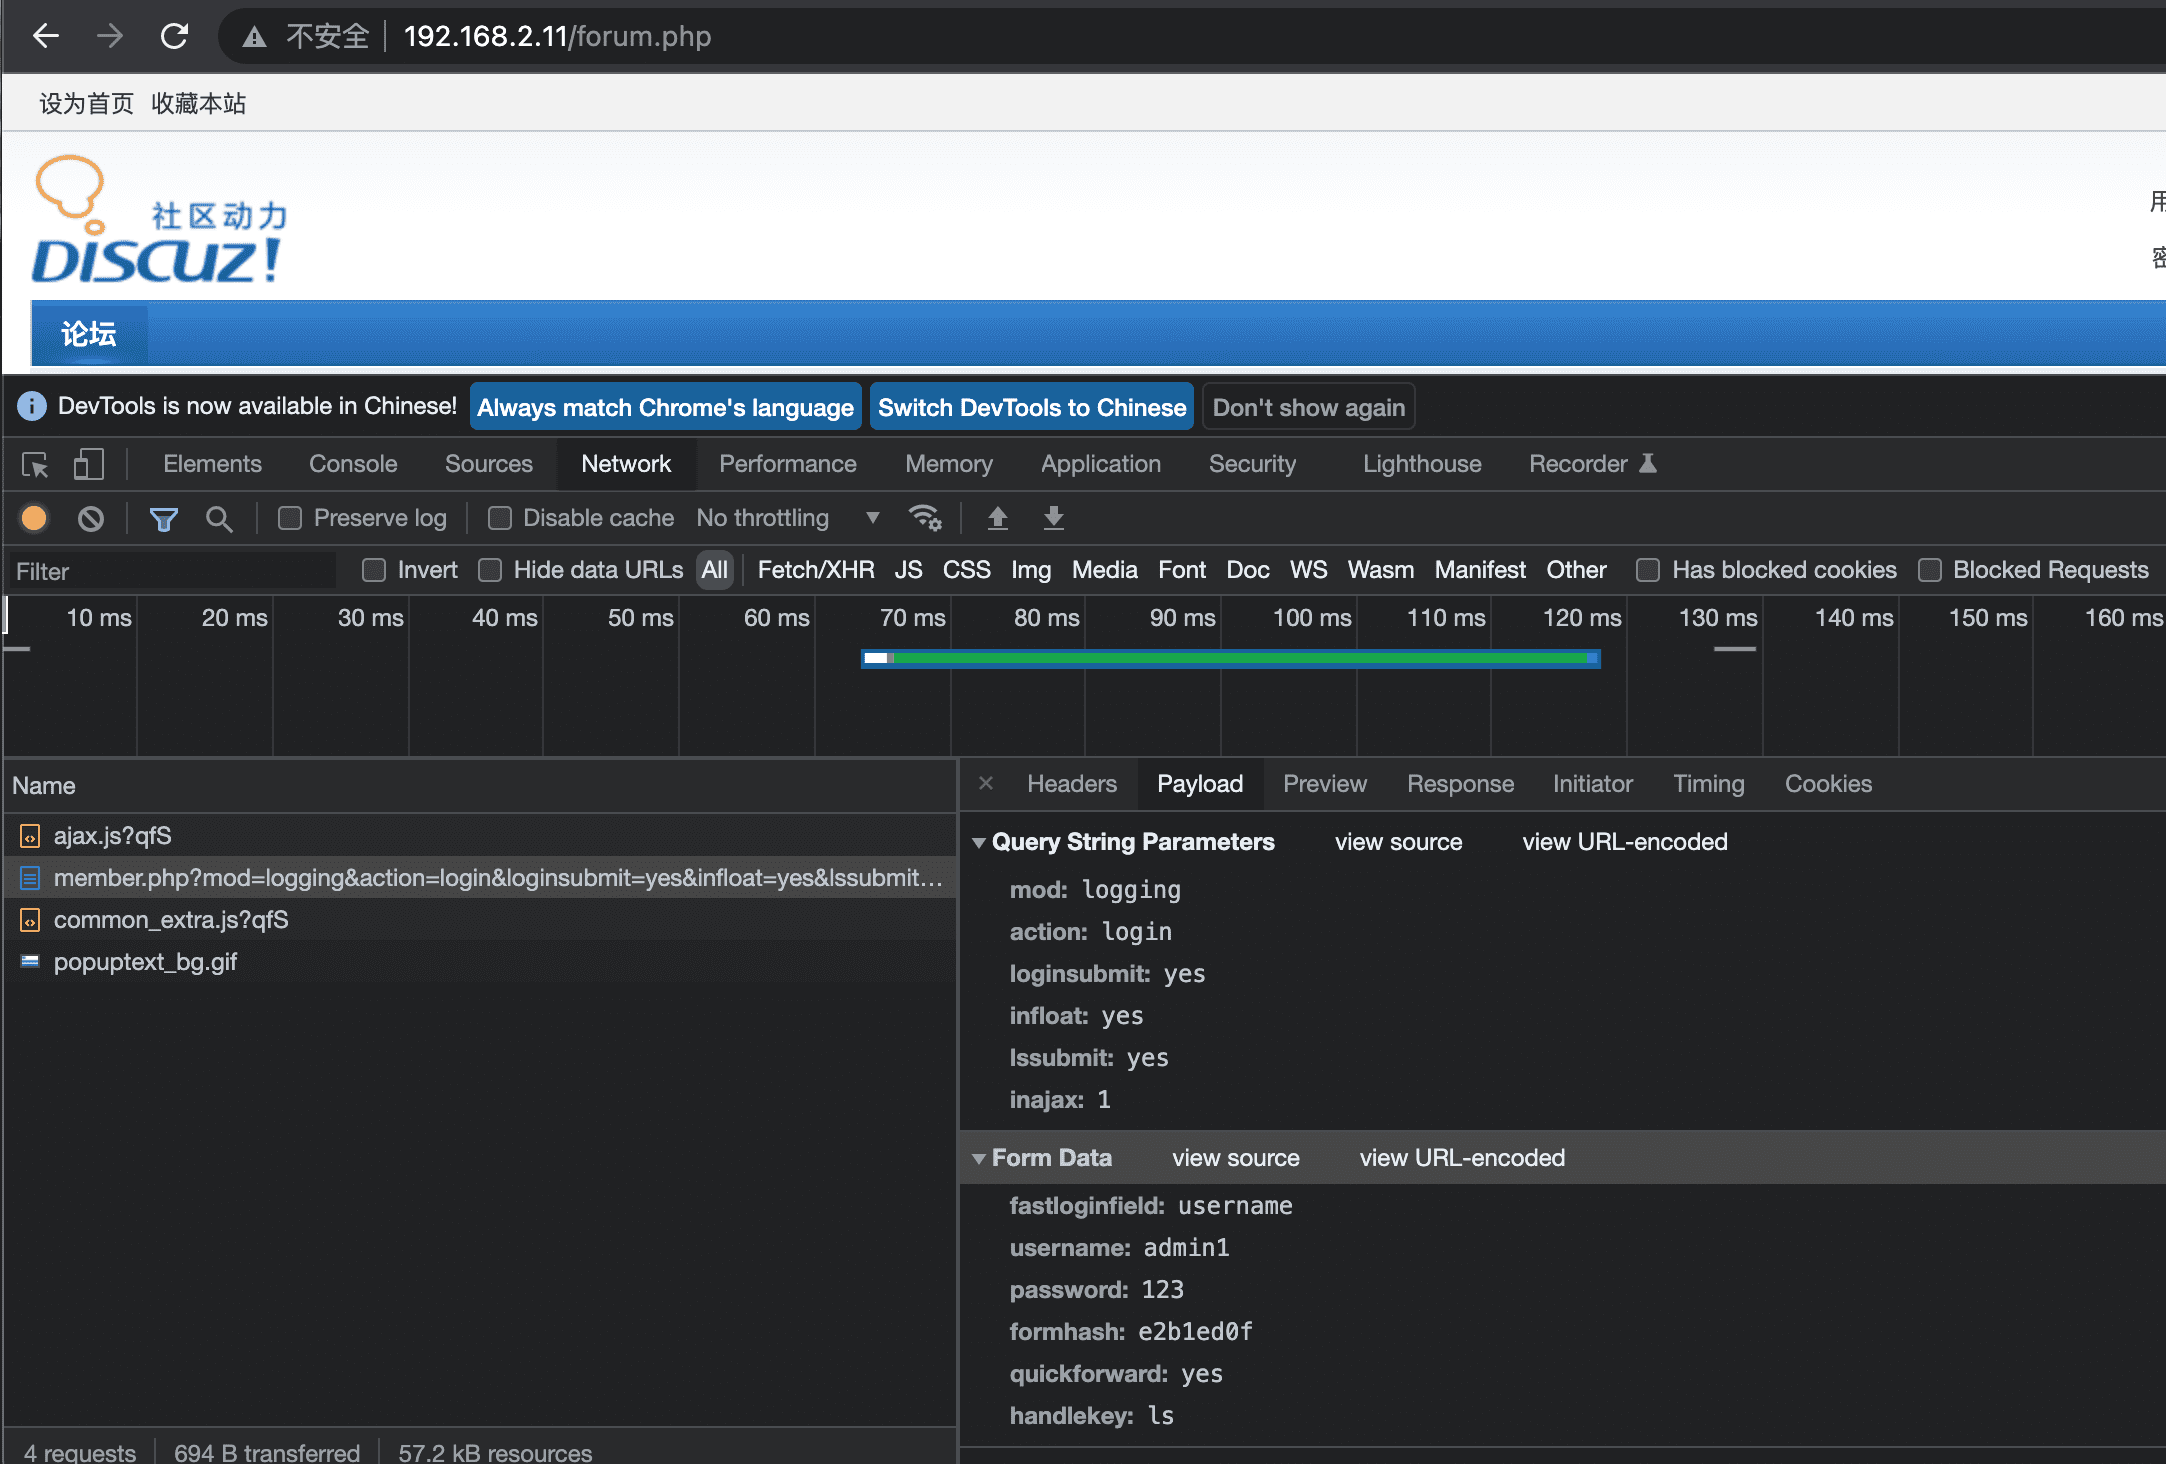 不安全 192.168.2.11/forum.php
设为首页 收藏本站
社区动力
DISCUZ!
用
论坛
DevTools is now available in Chinese! Always match Chrome's language Switch DevTools to Chinese Don't show again
Elements Console Sources Network Performance Memory Application Security Lighthouse Recorder
Preserve log Disable cache No throttling
Filter Invert Hide data URLs All Fetch/XHR JS CSS Img Media Font Doc WS Wasm Manifest Other Has blocked cookies Blocked Requests
10 ms 20 ms 30 ms 40 ms 50 ms 60 ms 70 ms 80 ms 90 ms 100 ms 110 ms 120 ms 130 ms 140 ms 150 ms 160 ms
Name
ajax.js?qfS
member.php?mod=logging&action=login&loginsubmit=yes&infloat=yes&lssubmit…
common_extra.js?qfS
popuptext_bg.gif
4 requests 694 B transferred 57.2 kB resources
Headers Payload Preview Response Initiator Timing Cookies
Query String Parameters view source view URL-encoded
mod: logging
action: login
loginsubmit: yes
infloat: yes
lssubmit: yes
inajax: 1
Form Data view source view URL-encoded
fastloginfield: username
username: admin1
password: 123
formhash: e2b1ed0f
quickforward: yes
handlekey: ls